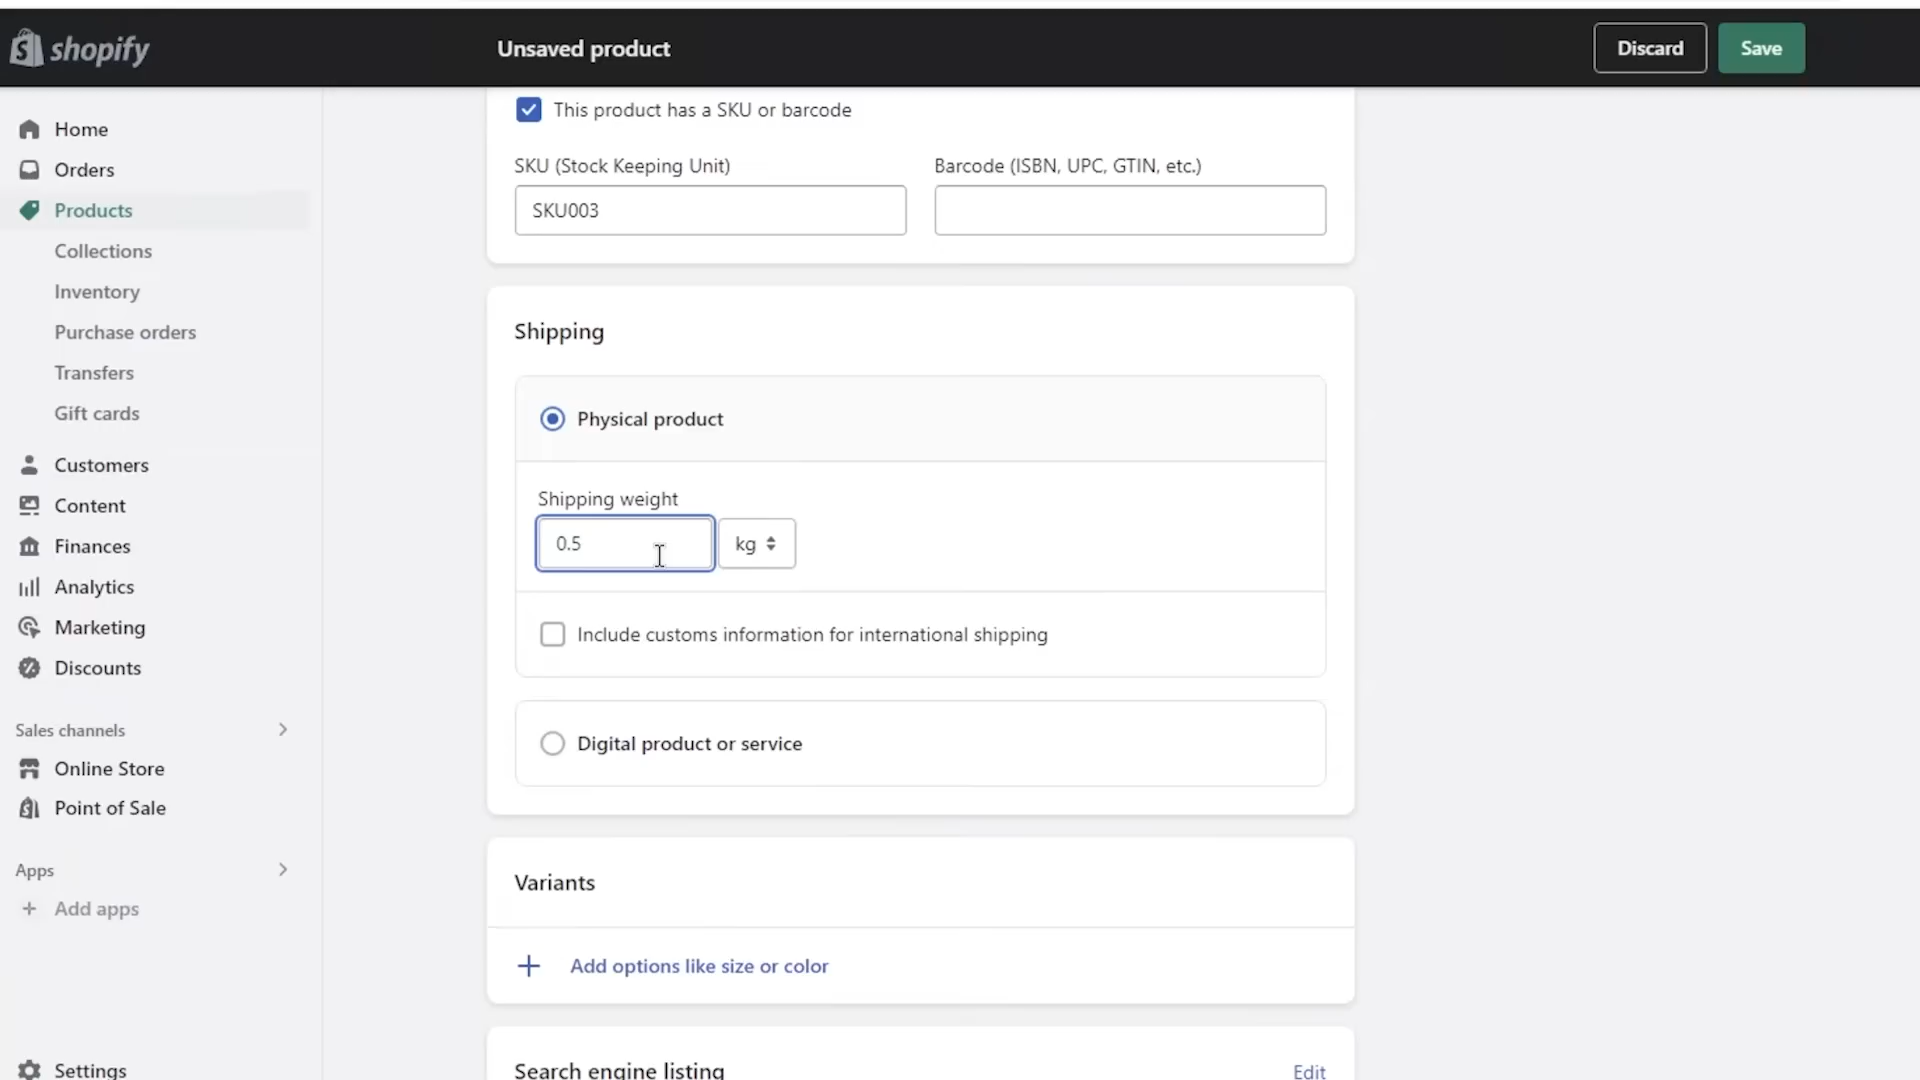 shopify
Unsaved product
Discard
Save
Home
Orders
Products
Collections
Inventory
Purchase orders
Transfers
Gift cards
Customers
Content
Finances
Analytics
Marketing
Discounts
Sales channels
Online Store
Point of Sale
Apps
Add apps
Settings
This product has a SKU or barcode
SKU (Stock Keeping Unit)
SKU003
Barcode (ISBN, UPC, GTIN, etc.)
Shipping
Physical product
Shipping weight
0.5
kg
Include customs information for international shipping
Digital product or service
Variants
Add options like size or color
Search engine listing
Edit